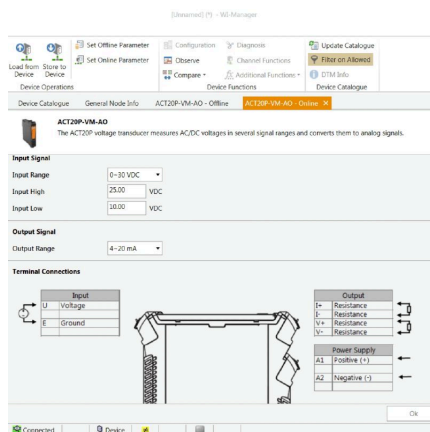 [Unnamed] (*) - WI-Manager
Load from Device
Store to Device
Set Offline Parameter
Set Online Parameter
Device Operations
Configuration
Observe
Compare
Diagnosis
Channel Functions
Additional Functions
Device Functions
Update Catalogue
Filter on Allowed
DTM Info
Device Catalogue
Device Catalogue General Node Info ACT20P-VM-AO - Offline ACT20P-VM-AO - Online ×
ACT20P-VM-AO
The ACT20P voltage transducer measures AC/DC voltages in several signal ranges and converts them to analog signals.
Input Signal
Input Range 0~30 VDC
Input High 25.00 VDC
Input Low 10.00 VDC
Output Signal
Output Range 4~20 mA
Terminal Connections
Input
U Voltage
E Ground
Output
I+ Resistance
I- Resistance
V+ Resistance
V- Resistance
Power Supply
A1 Positive (+)
A2 Negative (-)
Ok
Connected Device